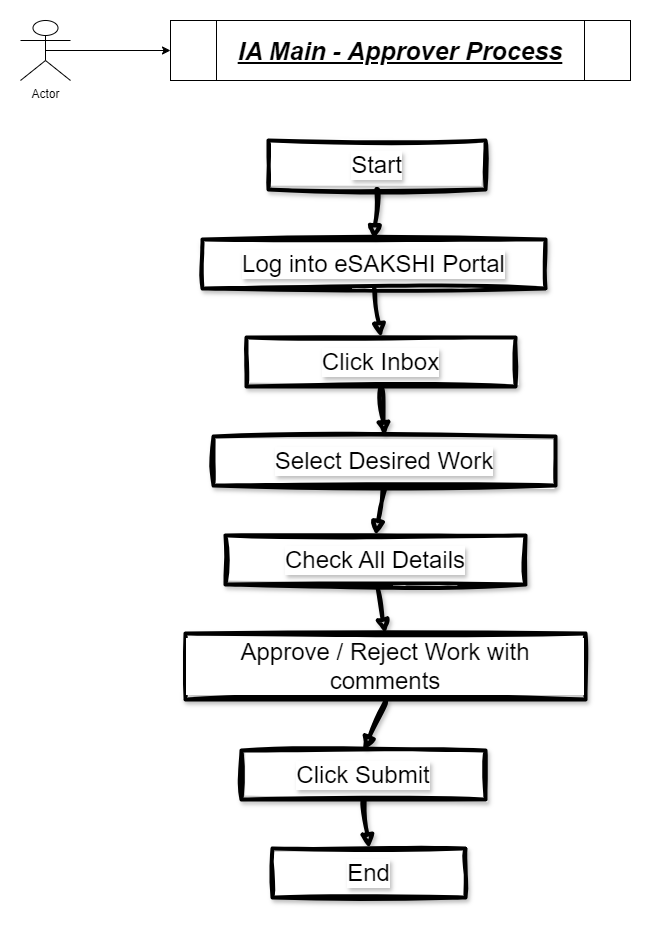 IA Main - Approver Process
Actor
Start
Log into eSAKSHI Portal
Click Inbox
Select Desired Work
Check All Details
Approve / Reject Work with
comments
Click Submit
End